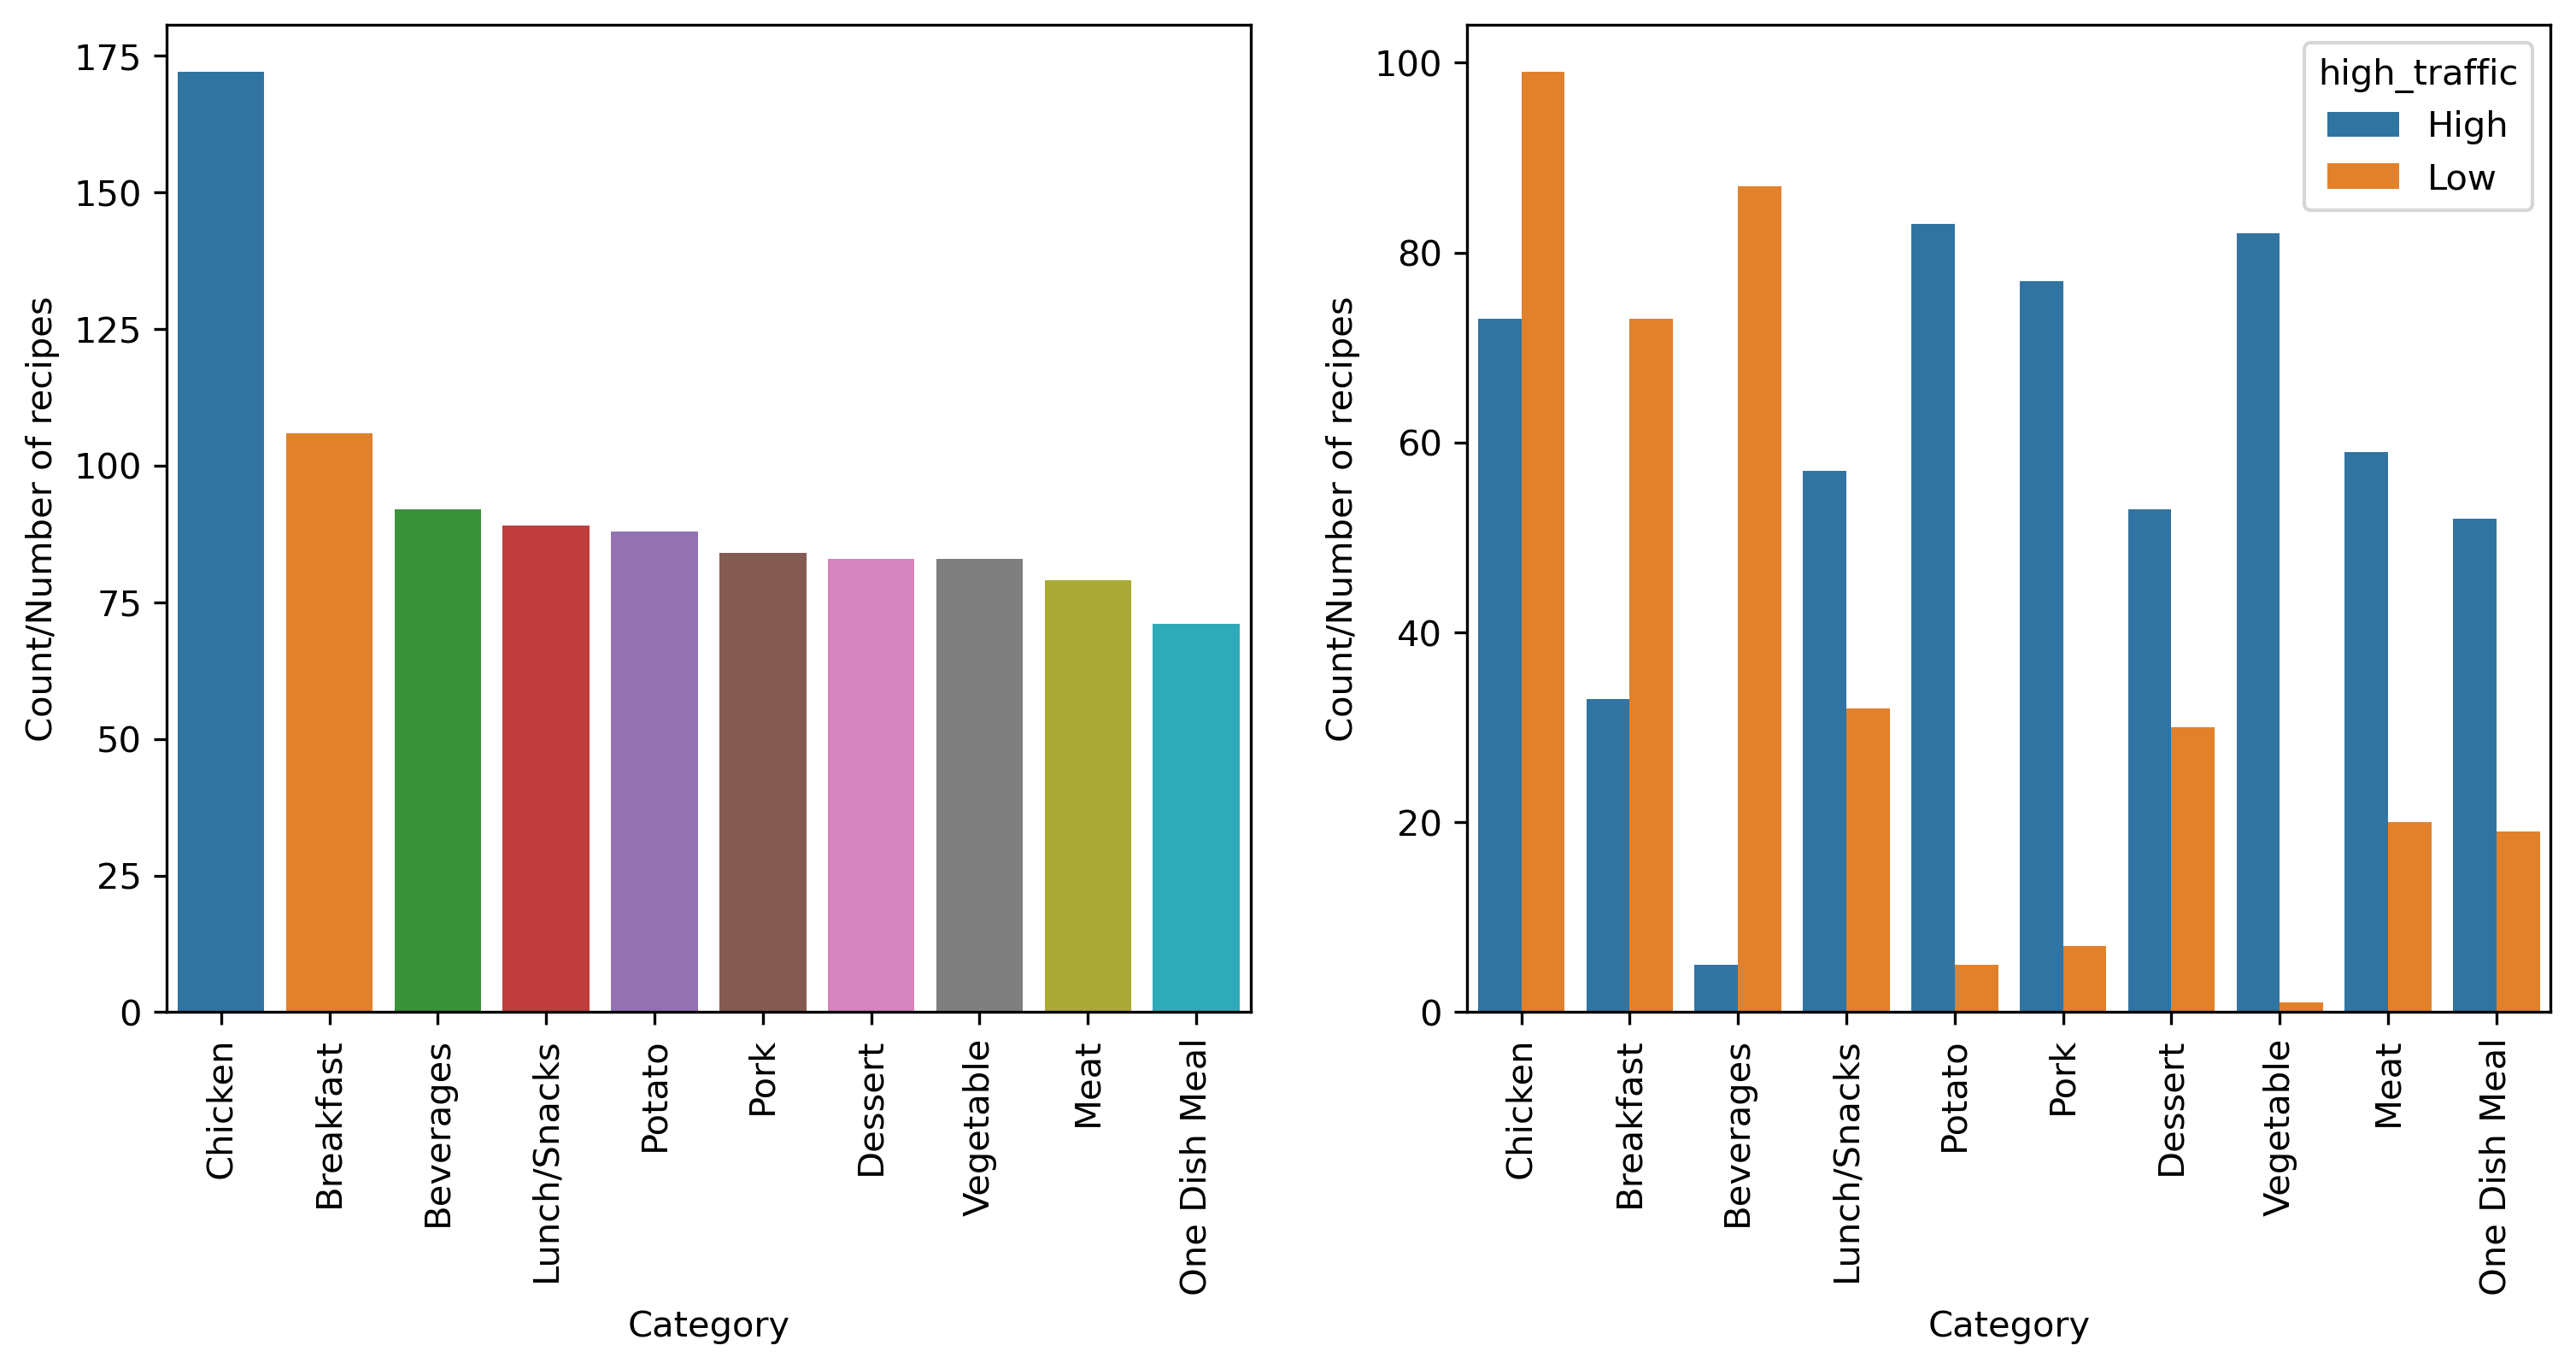 175
150
125
100
75
50
25
0
Count/Number of recipes
Chicken
Breakfast
Beverages
Lunch/Snacks
Potato
Pork
Dessert
Vegetable
Meat
One Dish Meal
Category
100
80
60
40
20
0
Count/Number of recipes
high_traffic
High
Low
Chicken
Breakfast
Beverages
Lunch/Snacks
Potato
Pork
Dessert
Vegetable
Meat
One Dish Meal
Category